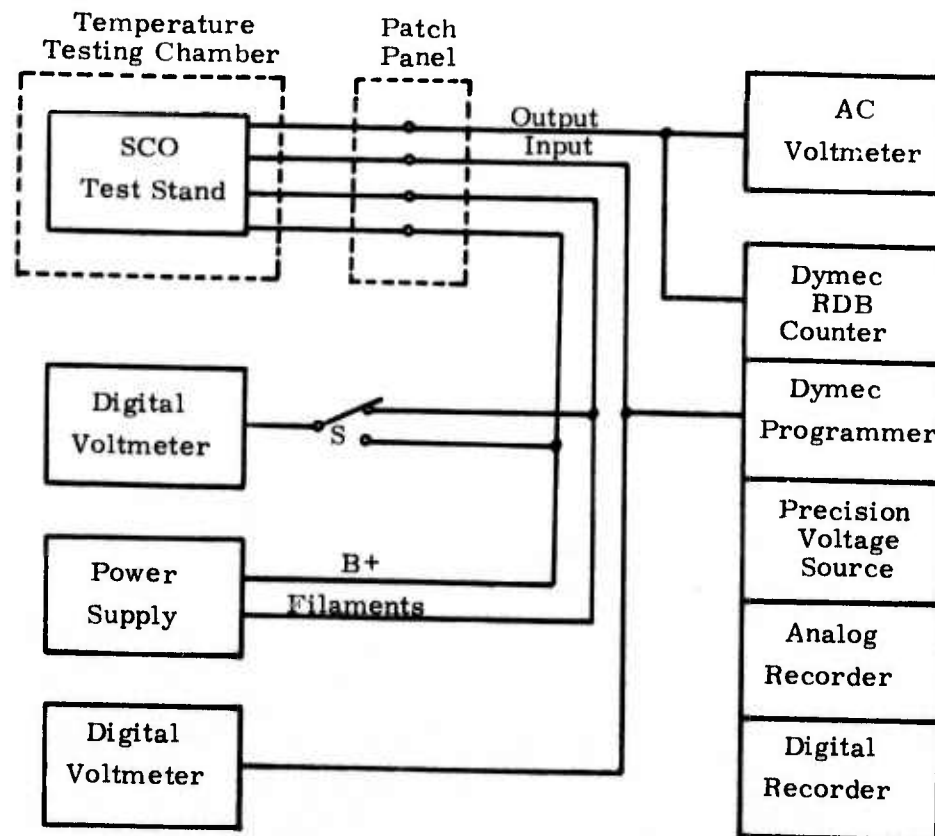 Temperature
Testing Chamber
Patch
Panel
SCO
Test Stand
Output
Input
AC
Voltmeter
Dymec
RDB
Counter
Dymec
Programmer
Precision
Voltage
Source
Analog
Recorder
Digital
Recorder
Digital
Voltmeter
S
Power
Supply
B+
Filaments
Digital
Voltmeter